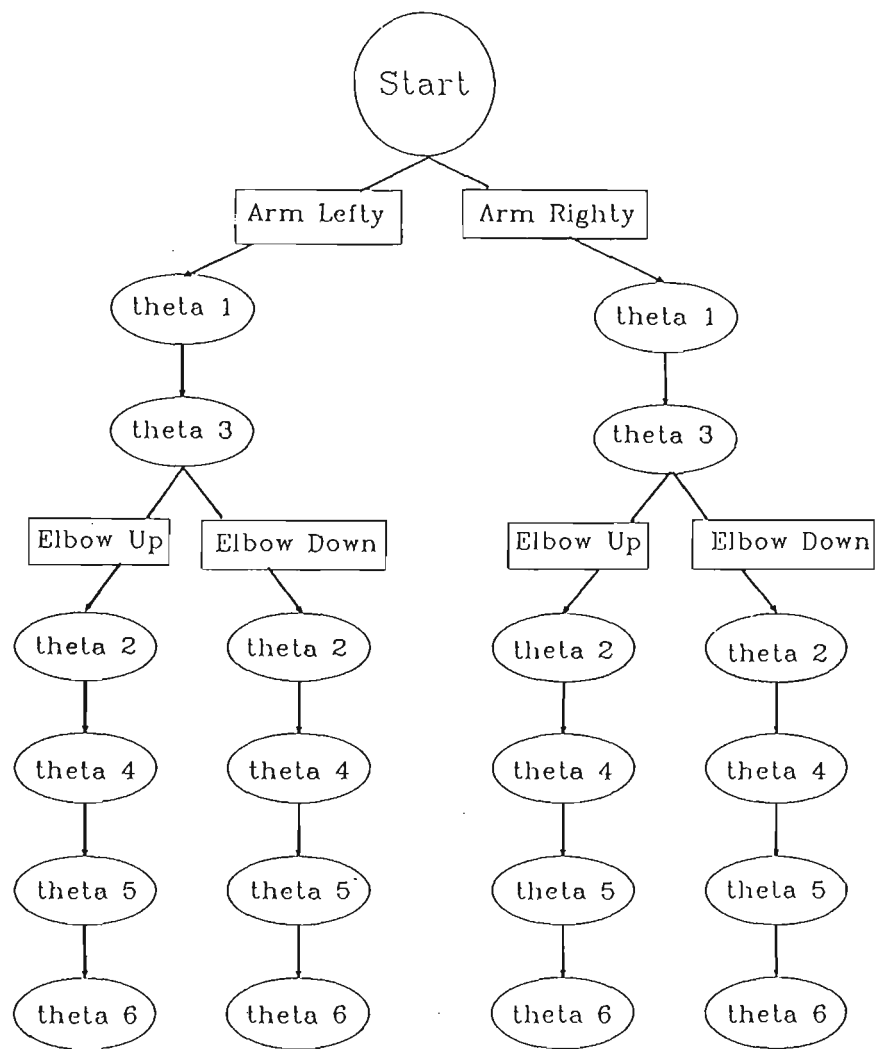 Start
Arm Lefty
Arm Righty
theta 1
theta 1
theta 3
theta 3
Elbow Up
Elbow Down
Elbow Up
Elbow Down
theta 2
theta 2
theta 2
theta 2
theta 4
theta 4
theta 4
theta 4
theta 5
theta 5
theta 5
theta 5
theta 6
theta 6
theta 6
theta 6